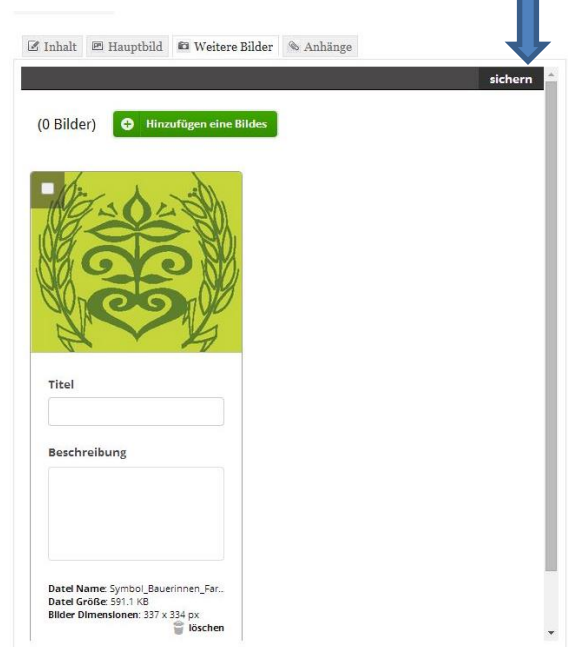 Inhalt Hauptbild Weitere Bilder Anhänge
sichern
(0 Bilder) Hinzufügen eine Bildes
Titel
Beschreibung
Datei Name: Symbol_Bauerinnen_Far..
Datei Größe: 591.1 KB
Bilder Dimensionen: 337 x 334 px
löschen